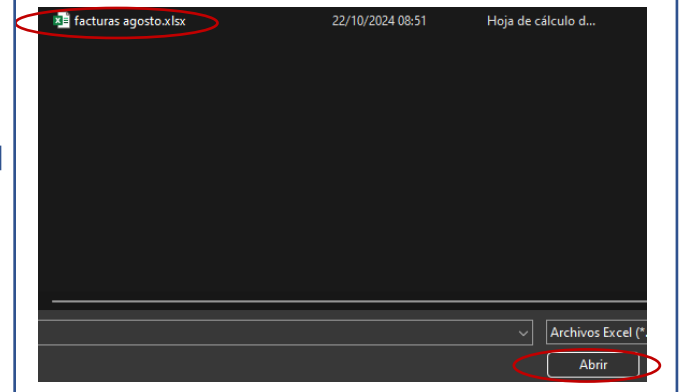 facturas agosto.xlsx 22/10/2024 08:51 Hoja de cálculo d...
Archivos Excel (*.
Abrir